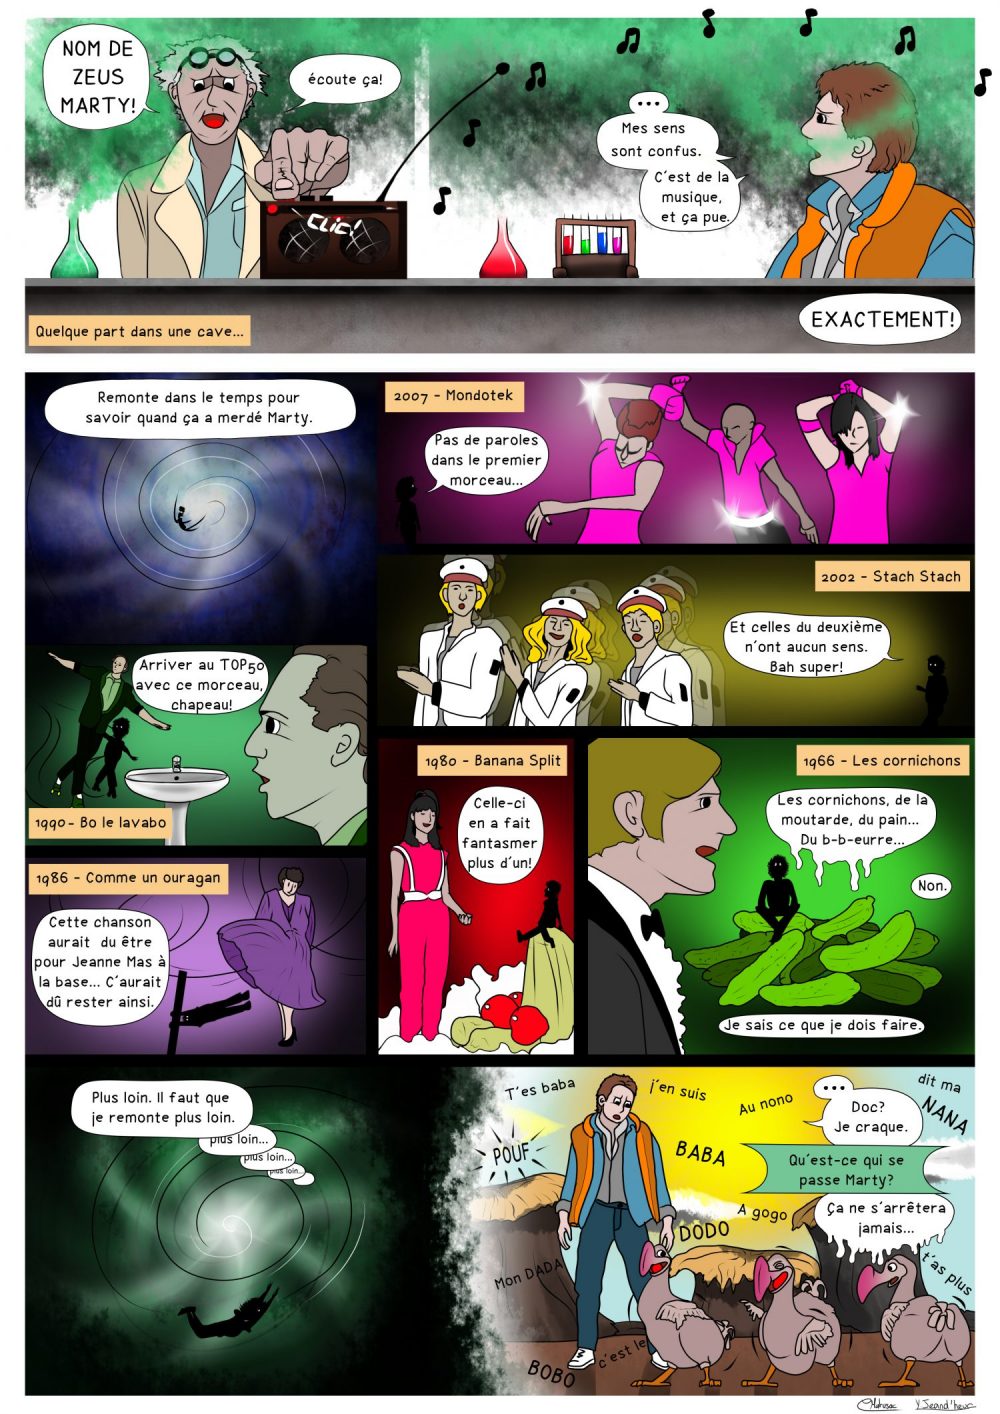 NOM DE
ZEUS
MARTY!
écoute ça!
CLIC!
...
Mes sens
sont confus.
C'est de la
musique,
et ça pue.
Quelque part dans une cave...
EXACTEMENT!
Remonte dans le temps pour
savoir quand ça a merdé Marty.
2007 - Mondotek
Pas de paroles
dans le premier
morceau...
2002 - Stach Stach
Et celles du deuxième
n'ont aucun sens.
Bah super!
Arriver au TOP50
avec ce morceau,
chapeau!
1990- Bo le lavabo
1986 - Comme un ouragan
Cette chanson
aurait du être
pour Jeanne Mas à
la base... C'aurait
dû rester ainsi.
1980 - Banana Split
Celle-ci
en a fait
fantasmer
plus d'un!
1966 - Les cornichons
Les cornichons, de la
moutarde, du pain...
Du b-b-eurre...
Non.
Je sais ce que je dois faire.
Plus loin. Il faut que
je remonte plus loin.
plus loin...
plus loin...
plus loin...
T'es baba
j'en suis
Au nono
dit ma
NANA
...
Doc?
Je craque.
POUF
BABA
Qu'est-ce qui se
passe Marty?
A gogo
DODO
Ça ne s'arrêtera
jamais...
Mon DADA
t'as plus
c'est le
BOBO
Y Jeand'heur